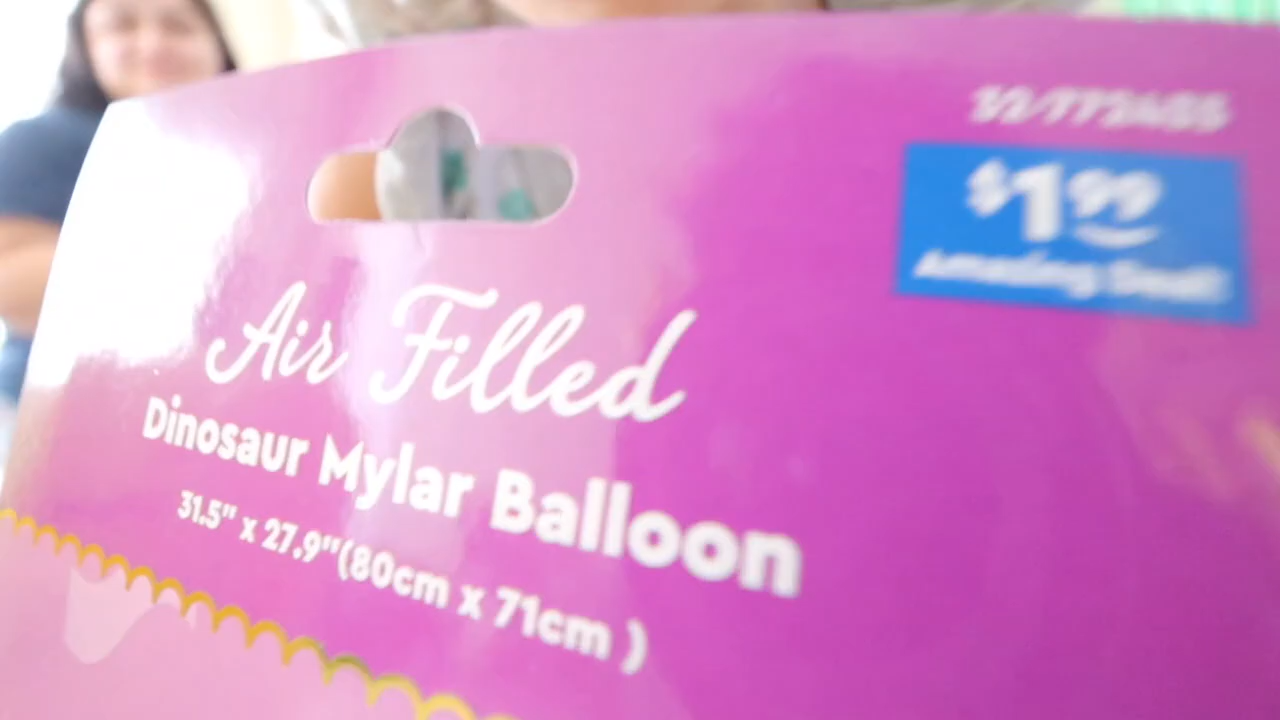 $1.99
Amazing Deal!
Air Filled
Dinosaur Mylar Balloon
31.5" x 27.9"(80cm x 71cm )